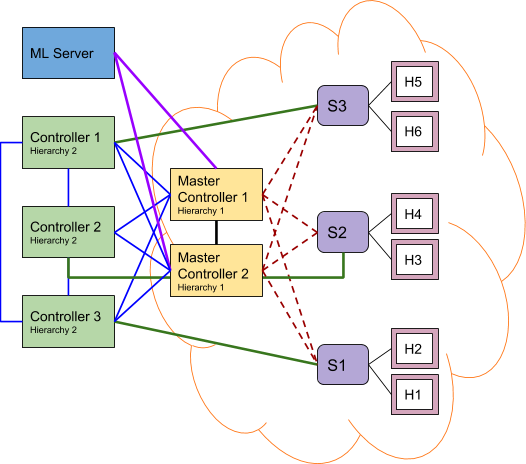 ML Server
Controller 1
Hierarchy 2
Controller 2
Hierarchy 2
Controller 3
Hierarchy 2
Master
Controller 1
Hierarchy 1
Master
Controller 2
Hierarchy 1
S3
S2
S1
H5
H6
H4
H3
H2
H1